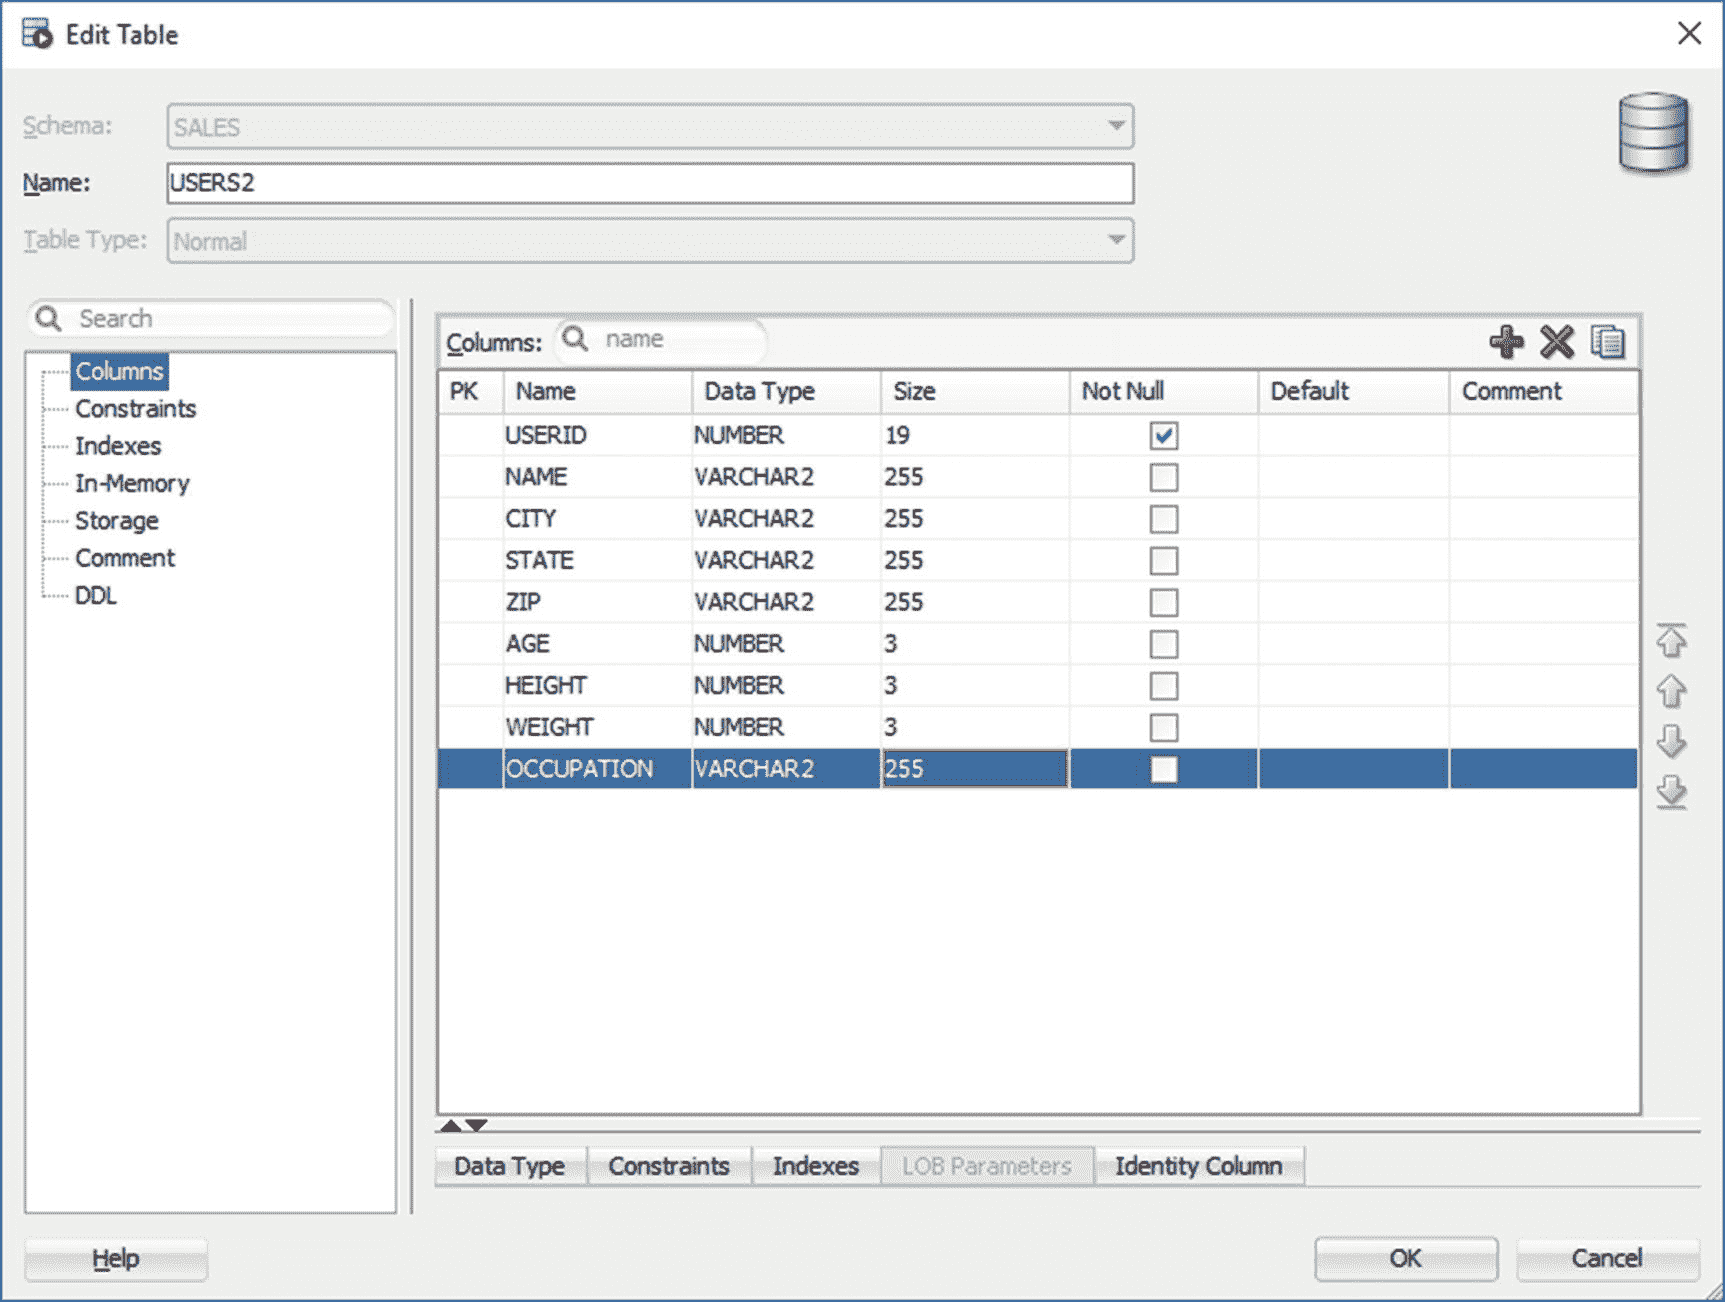 Edit Table
Schema: SALES
Name: USERS2
Table Type: Normal
Search
Columns
Constraints
Indexes
In-Memory
Storage
Comment
DDL
Columns: name
PK Name Data Type Size Not Null Default Comment
USERID NUMBER 19
NAME VARCHAR2 255
CITY VARCHAR2 255
STATE VARCHAR2 255
ZIP VARCHAR2 255
AGE NUMBER 3
HEIGHT NUMBER 3
WEIGHT NUMBER 3
OCCUPATION VARCHAR2 255
Data Type Constraints Indexes LOB Parameters Identity Column
Help OK Cancel